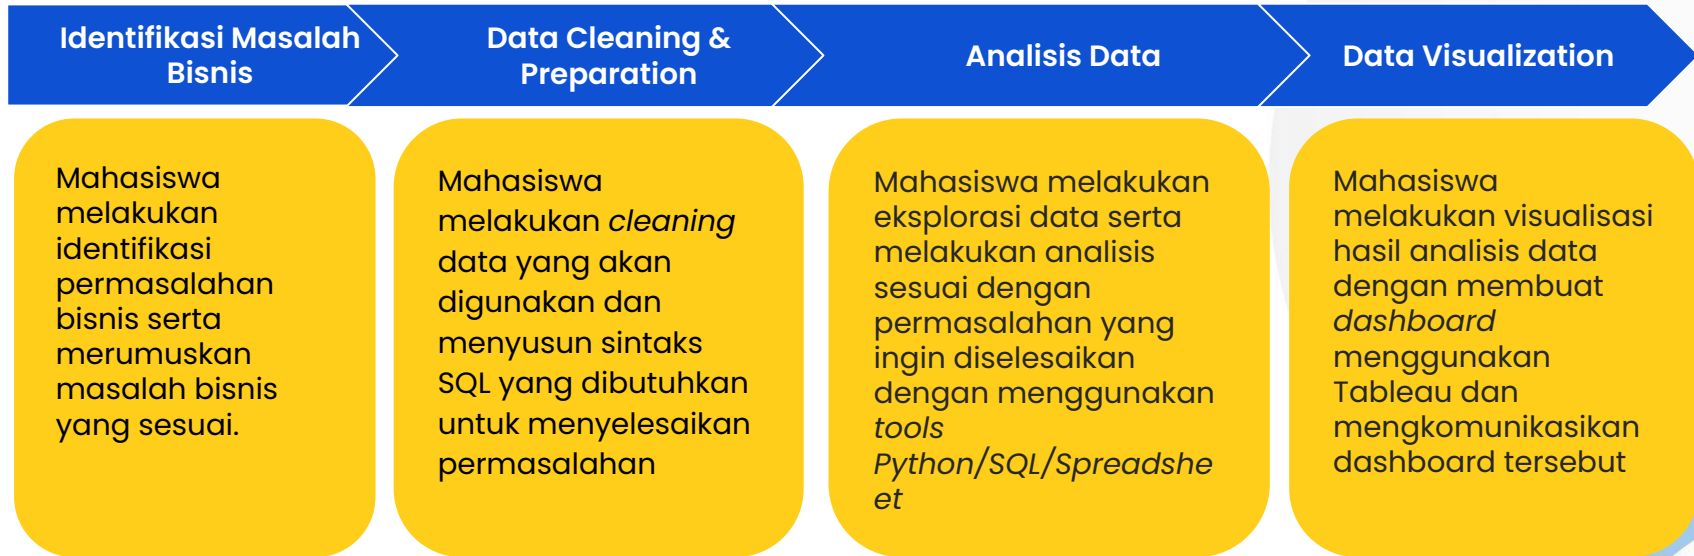 Identifikasi Masalah
Bisnis
Data Cleaning &
Preparation
Analisis Data
Data Visualization
Mahasiswa
melakukan
identifikasi
permasalahan
bisnis serta
merumuskan
masalah bisnis
yang sesuai.
Mahasiswa
melakukan cleaning
data yang akan
digunakan dan
menyusun sintaks
SQL yang dibutuhkan
untuk menyelesaikan
permasalahan
Mahasiswa melakukan
eksplorasi data serta
melakukan analisis
sesuai dengan
permasalahan yang
ingin diselesaikan
dengan menggunakan
tools
Python/SQL/Spreadshe
et
Mahasiswa
melakukan visualisasi
hasil analisis data
dengan membuat
dashboard
menggunakan
Tableau dan
mengkomunikasikan
dashboard tersebut